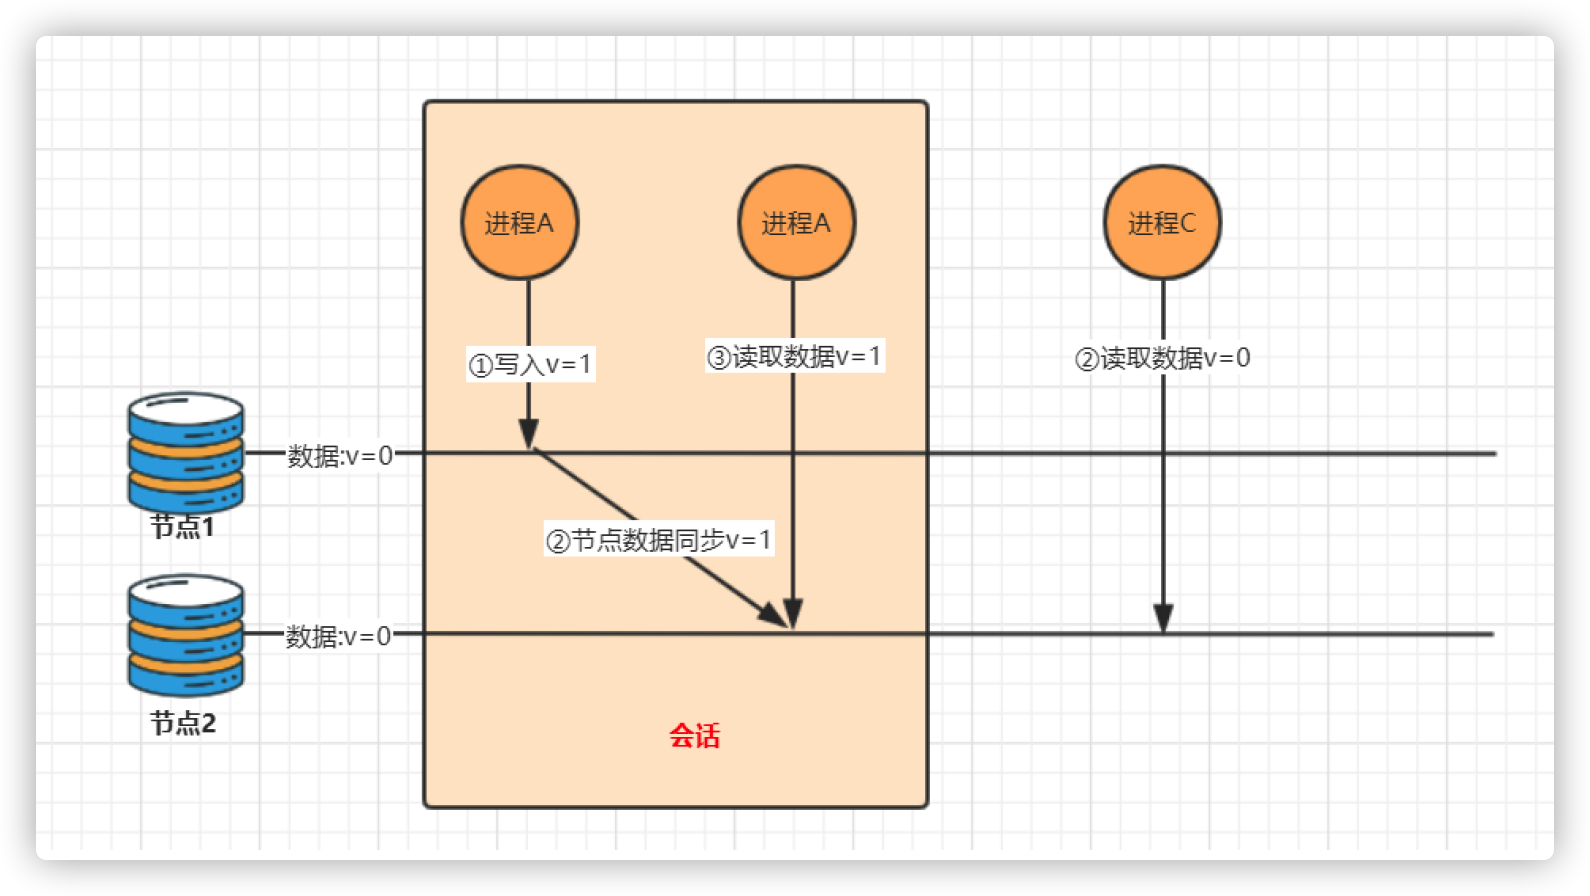 进程A
进程A
进程C
①写入v=1
③读取数据v=1
②读取数据v=0
数据:v=0
节点1
②节点数据同步v=1
数据:v=0
节点2
会话